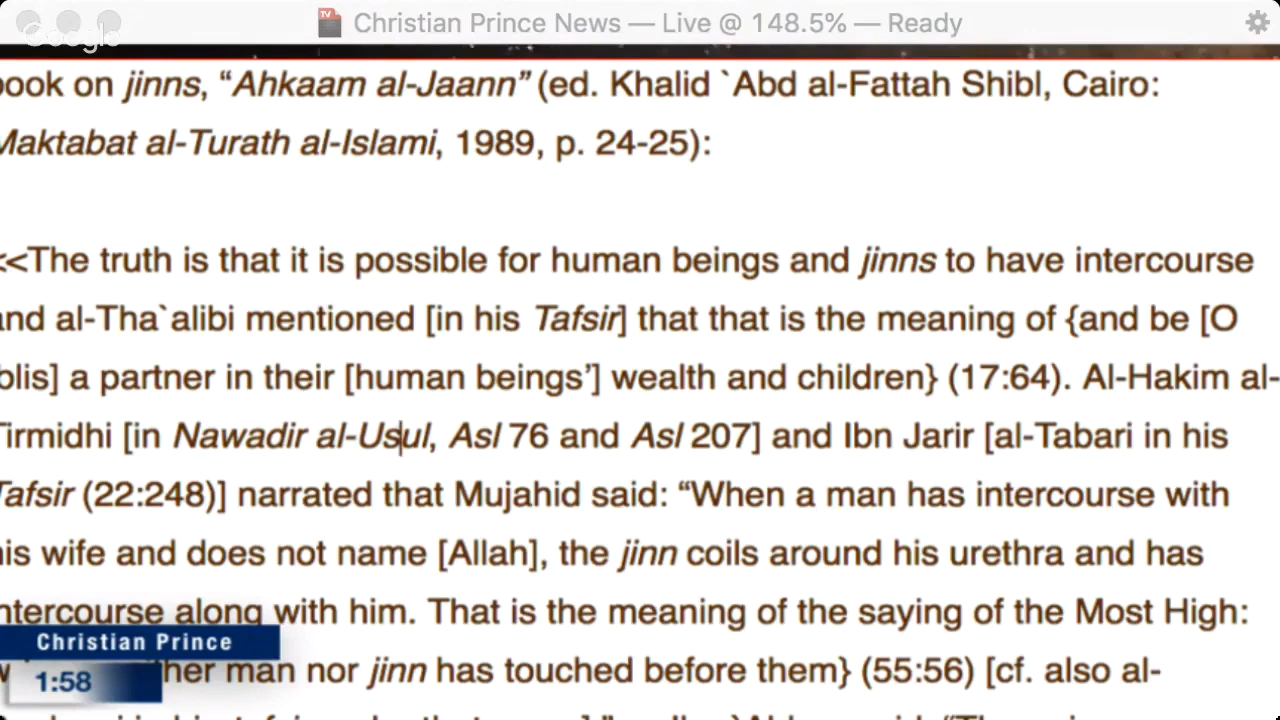 TV Christian Prince News — Live @ 148.5% — Ready
Google
book on jinns, “Ahkaam al-Jaann” (ed. Khalid `Abd al-Fattah Shibl, Cairo:
Maktabat al-Turath al-Islami, 1989, p. 24-25):
<<The truth is that it is possible for human beings and jinns to have intercourse
and al-Tha`alibi mentioned [in his Tafsir] that that is the meaning of {and be [O
blis] a partner in their [human beings’] wealth and children} (17:64). Al-Hakim al-
Tirmidhi [in Nawadir al-Usul, Asl 76 and Asl 207] and Ibn Jarir [al-Tabari in his
Tafsir (22:248)] narrated that Mujahid said: “When a man has intercourse with
his wife and does not name [Allah], the jinn coils around his urethra and has
intercourse along with him. That is the meaning of the saying of the Most High:
Christian Prince
man nor jinn has touched before them} (55:56) [cf. also al-
1:58